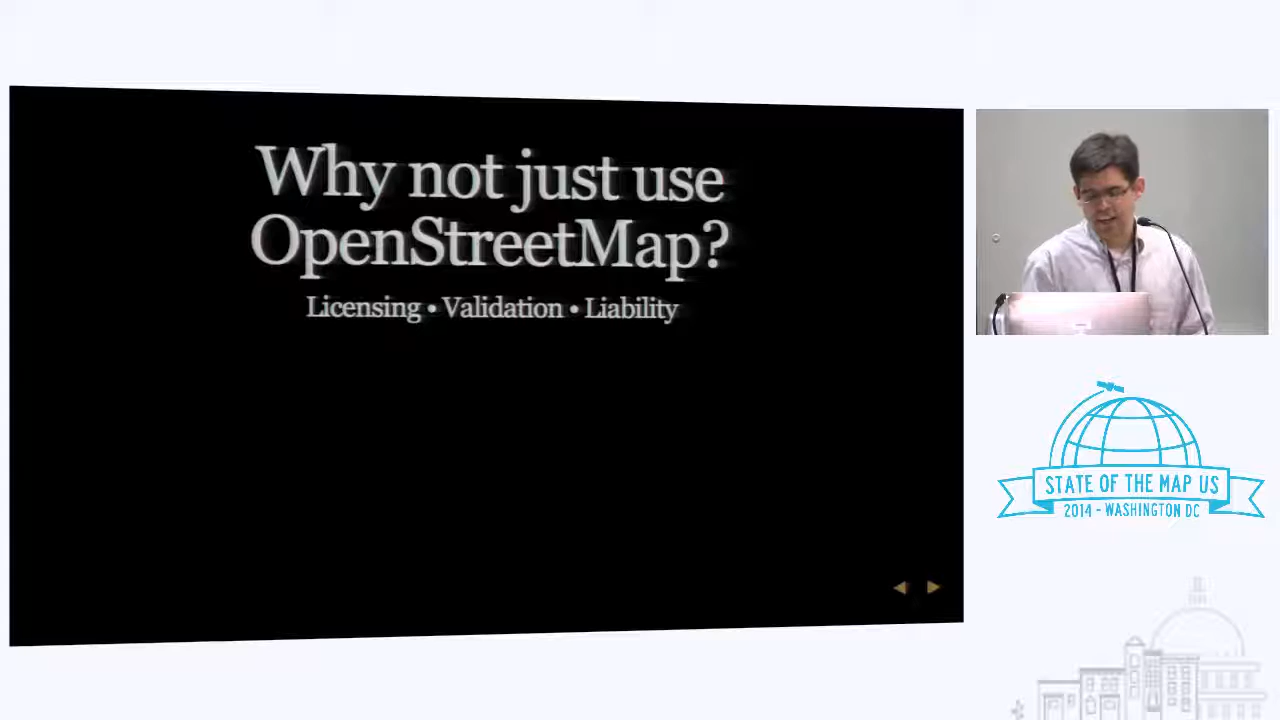 Why not just use
OpenStreetMap?
Licensing • Validation • Liability
STATE OF THE MAP US
2014 - WASHINGTON DC